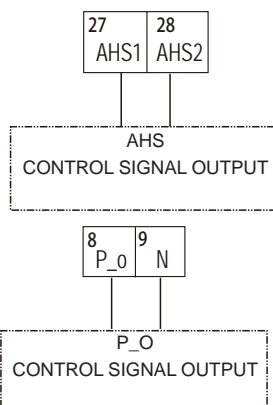 27 28
AHS1 AHS2
AHS
CONTROL SIGNAL OUTPUT
8 9
P_o N
P_O
CONTROL SIGNAL OUTPUT